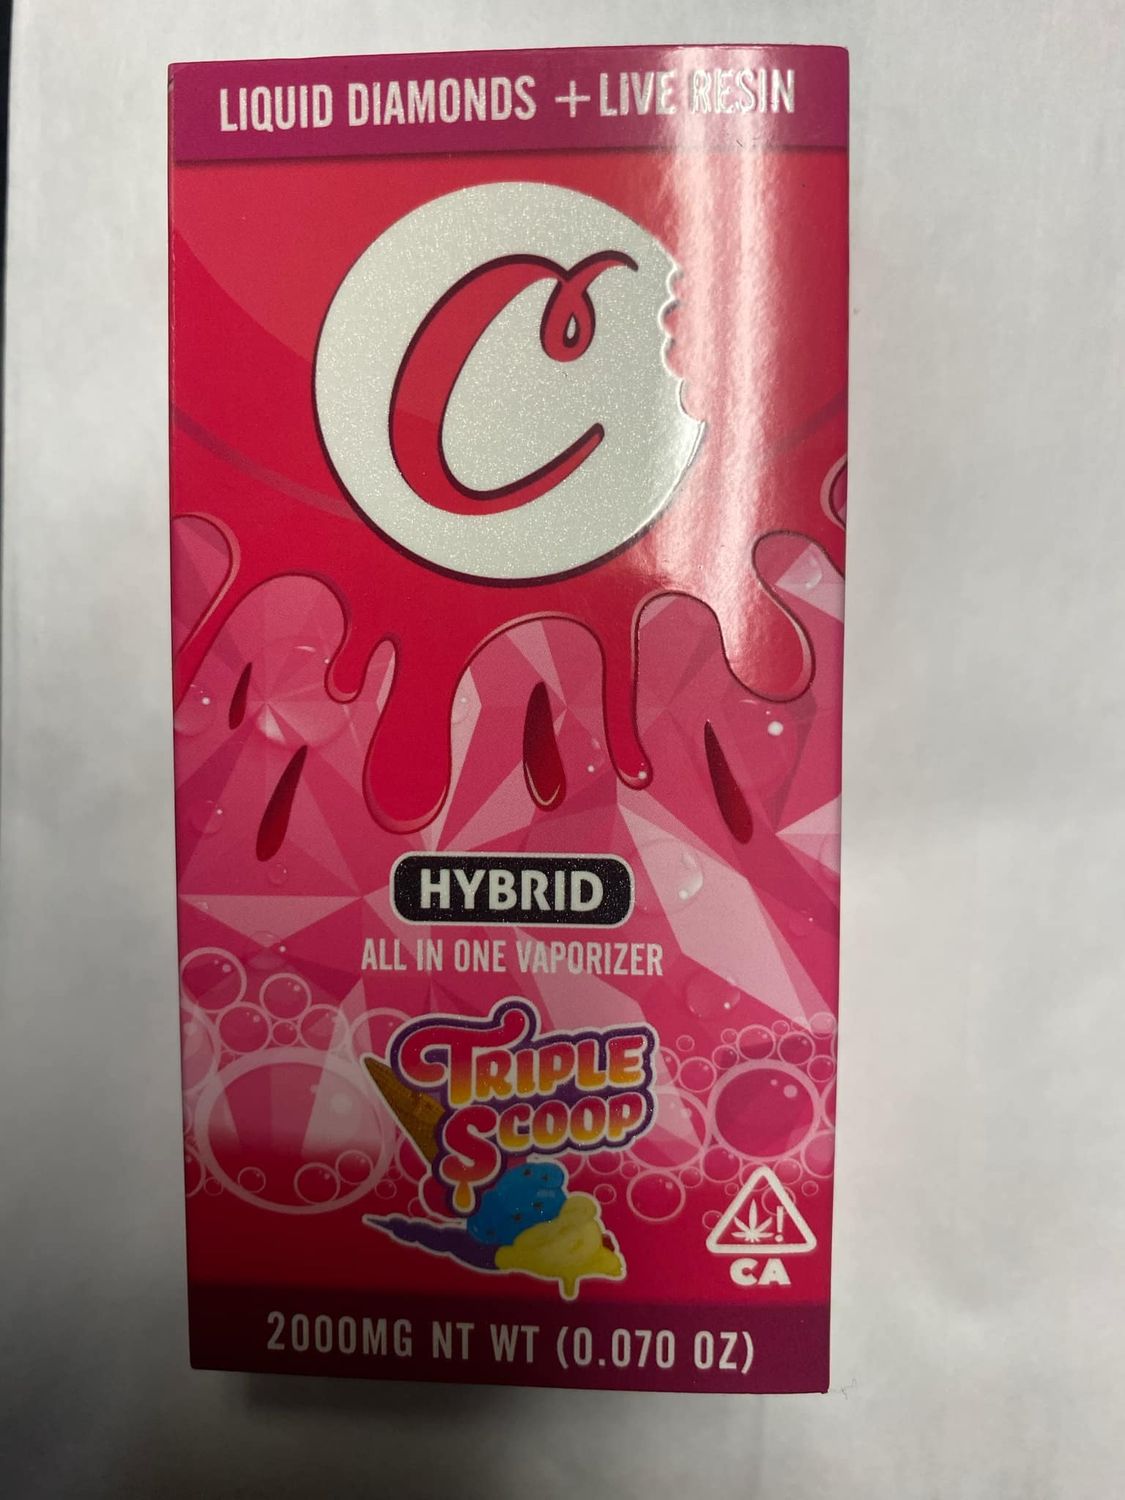 LIQUID DIAMONDS + LIVE RESIN
C
HYBRID
ALL IN ONE VAPORIZER
TRIPLE
SCOOP
!
CA
2000MG NT WT (0.070 OZ)